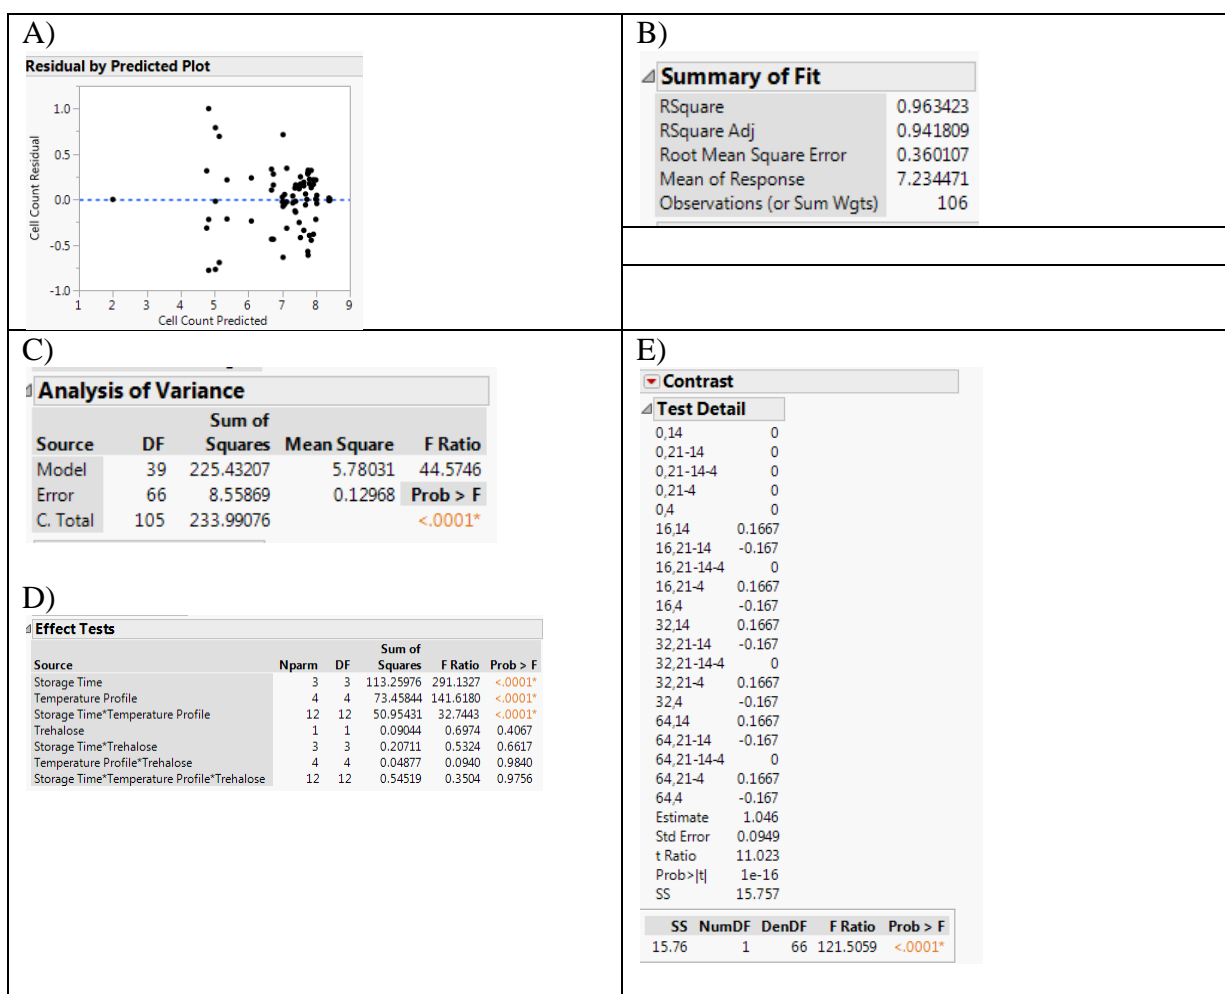 A)
Residual by Predicted Plot
1.0
0.5
0.0
-0.5
-1.0
Cell Count Residual
1 2 3 4 5 6 7 8 9
Cell Count Predicted
B)
Summary of Fit
RSquare 0.963423
RSquare Adj 0.941809
Root Mean Square Error 0.360107
Mean of Response 7.234471
Observations (or Sum Wgts) 106
C)
Analysis of Variance
Sum of
Source DF Squares Mean Square F Ratio
Model 39 225.43207 5.78031 44.5746
Error 66 8.55869 0.12968 Prob > F
C. Total 105 233.99076 <.0001*
D)
Effect Tests
Sum of
Source Nparm DF Squares F Ratio Prob > F
Storage Time 3 3 113.25976 291.1327 <.0001*
Temperature Profile 4 4 73.45844 141.6180 <.0001*
Storage Time*Temperature Profile 12 12 50.95431 32.7443 <.0001*
Trehalose 1 1 0.09044 0.6974 0.4067
Storage Time*Trehalose 3 3 0.20711 0.5324 0.6617
Temperature Profile*Trehalose 4 4 0.04877 0.0940 0.9840
Storage Time*Temperature Profile*Trehalose 12 12 0.54519 0.3504 0.9756
E)
Contrast
Test Detail
0,14 0
0,21-14 0
0,21-14-4 0
0,21-4 0
0,4 0
16,14 0.1667
16,21-14 -0.167
16,21-14-4 0
16,21-4 0.1667
16,4 -0.167
32,14 0.1667
32,21-14 -0.167
32,21-14-4 0
32,21-4 0.1667
32,4 -0.167
64,14 0.1667
64,21-14 -0.167
64,21-14-4 0
64,21-4 0.1667
64,4 -0.167
Estimate 1.046
Std Error 0.0949
t Ratio 11.023
Prob>|t| 1e-16
SS 15.757
SS NumDF DenDF F Ratio Prob > F
15.76 1 66 121.5059 <.0001*